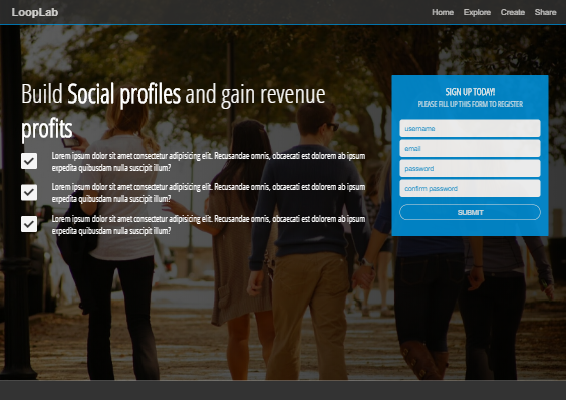 LoopLab
Home Explore Create Share
Build Social profiles and gain revenue
profits
Lorem ipsum dolor sit amet consectetur adipisicing elit. Recusandae omnis, obcaecati est dolorem ab ipsum
expedita quibusdam nulla suscipit illum?
Lorem ipsum dolor sit amet consectetur adipisicing elit. Recusandae omnis, obcaecati est dolorem ab ipsum
expedita quibusdam nulla suscipit illum?
Lorem ipsum dolor sit amet consectetur adipisicing elit. Recusandae omnis, obcaecati est dolorem ab ipsum
expedita quibusdam nulla suscipit illum?
SIGN UP TODAY!
PLEASE FILL UP THIS FORM TO REGISTER
username
email
password
confirm password
SUBMIT